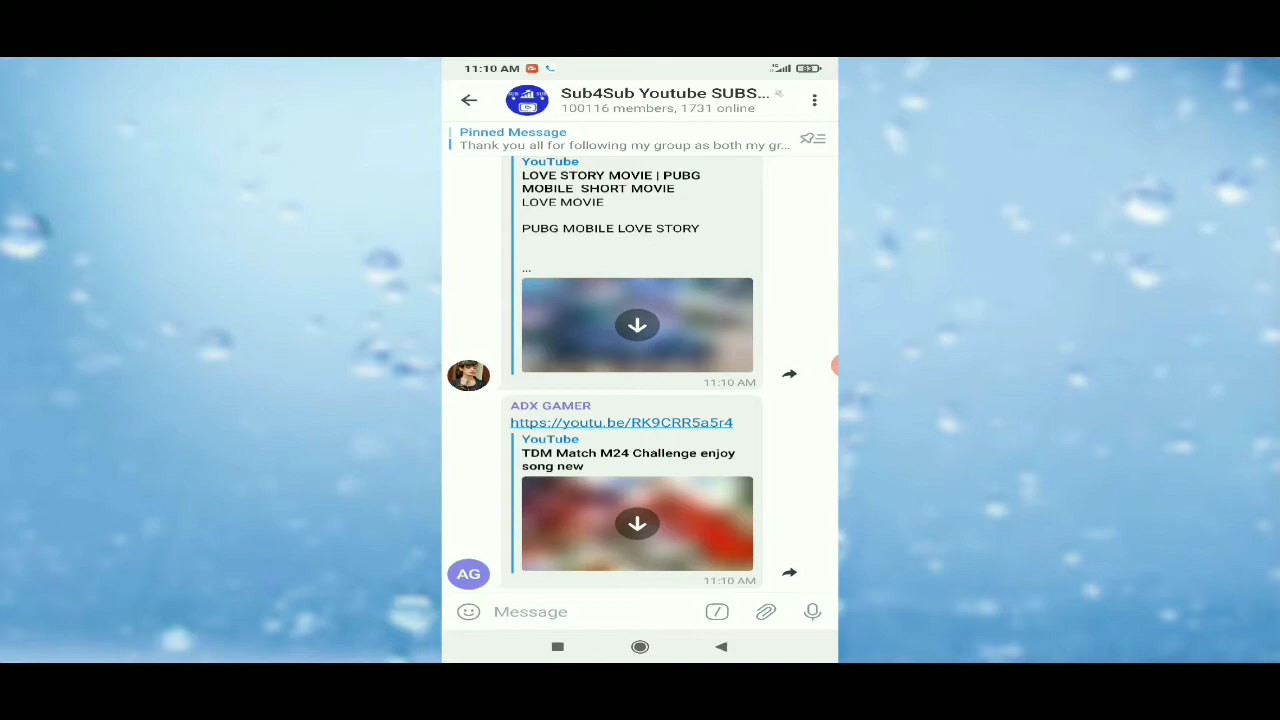 11:10 AM
83
Sub4Sub Youtube SUBS...
100116 members, 1731 online
Pinned Message
Thank you all for following my group as both my gr...
YouTube
LOVE STORY MOVIE | PUBG
MOBILE SHORT MOVIE
LOVE MOVIE
PUBG MOBILE LOVE STORY
...
11:10 AM
ADX GAMER
https://youtu.be/RK9CRR5a5r4
YouTube
TDM Match M24 Challenge enjoy
song new
AG
11:10 AM
Message